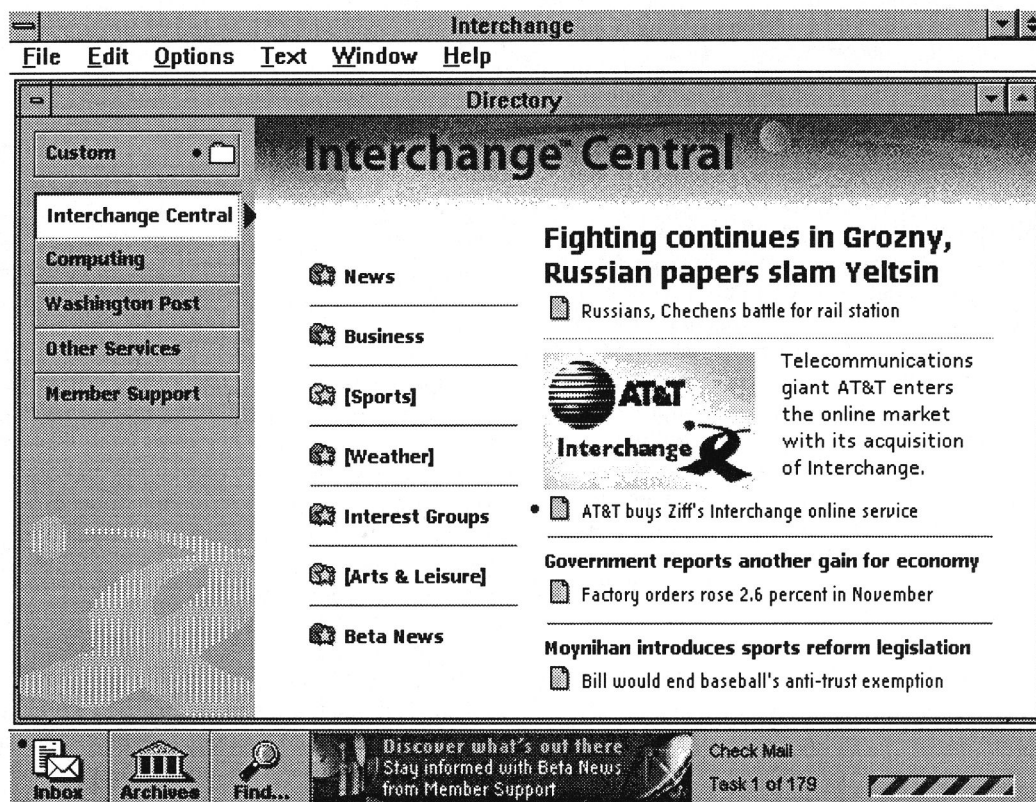 Interchange
File Edit Options Text Window Help
Directory
Custom
Interchange Central
Computing
Washington Post
Other Services
Member Support
Interchange™ Central
News
Business
[Sports]
[Weather]
Interest Groups
[Arts & Leisure]
Beta News
Fighting continues in Grozny,
Russian papers slam Yeltsin
Russians, Chechens battle for rail station
AT&T
Interchange
Telecommunications
giant AT&T enters
the online market
with its acquisition
of Interchange.
AT&T buys Ziff's Interchange online service
Government reports another gain for economy
Factory orders rose 2.6 percent in November
Moynihan introduces sports reform legislation
Bill would end baseball's anti-trust exemption
Inbox
Archives
Find...
Discover what's out there
Stay informed with Beta News
from Member Support
Check Mail
Task 1 of 179